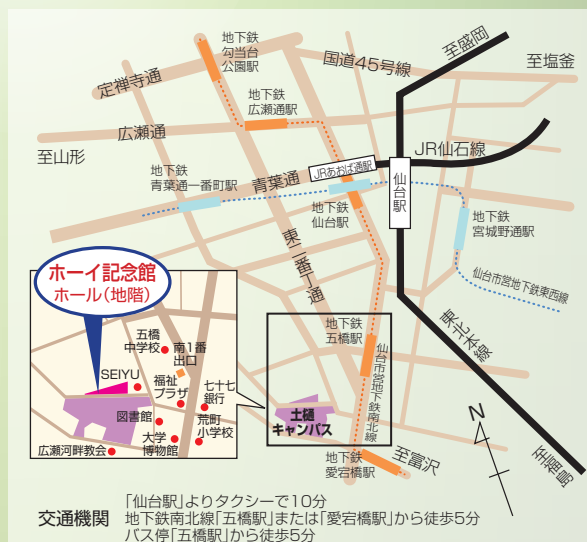 至盛岡
地下鉄
勾当台
公園駅
国道45号線
至塩釜
定禅寺通
地下鉄
広瀬通駅
広瀬通
至山形
JR仙石線
地下鉄
青葉通一番町駅
青葉通
JRあおば通駅
仙台駅
地下鉄
仙台駅
地下鉄
宮城野通駅
東二番丁通
仙台市営地下鉄東西線
ホーイ記念館
ホール(地階)
五橋
中学校
南1番
出口
SEIYU
福祉
プラザ
七十七
銀行
図書館
荒町
小学校
大学
博物館
広瀬河畔教会
地下鉄
五橋駅
仙台市営地下鉄南北線
東北本線
土樋
キャンパス
N
地下鉄
愛宕橋駅
至富沢
至福島
交通機関
「仙台駅」よりタクシーで10分
地下鉄南北線「五橋駅」または「愛宕橋駅」から徒歩5分
バス停「五橋駅」から徒歩5分